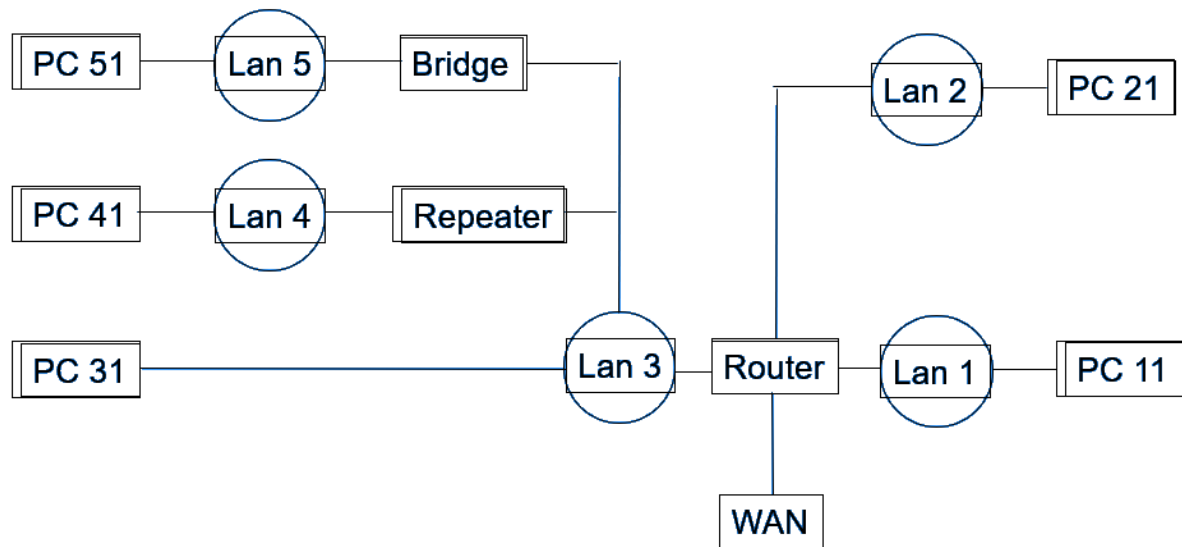 PC 51
Lan 5
Bridge
Lan 2
PC 21
PC 41
Lan 4
Repeater
PC 31
Lan 3
Router
Lan 1
PC 11
WAN